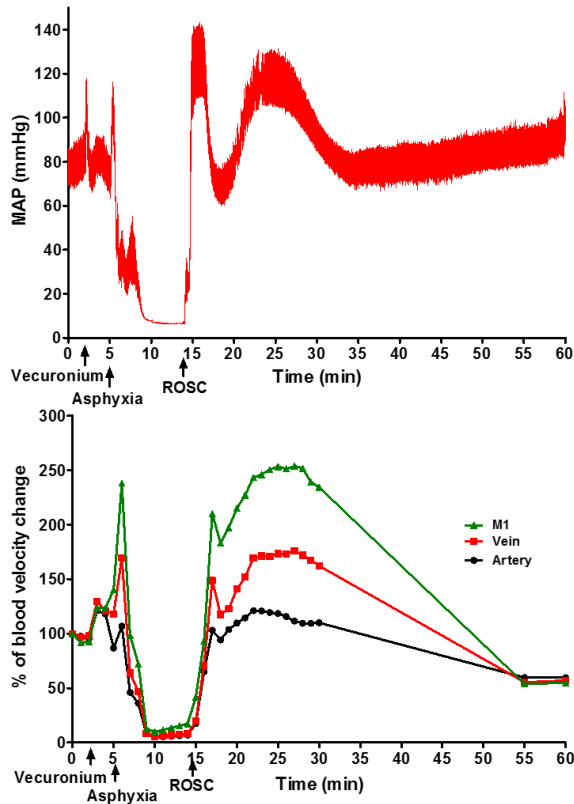 MAP (mmHg)
140
120
100
80
60
40
20
0
0 5 10 15 20 25 30 35 40 45 50 55 60
Vecuronium
Asphyxia
ROSC
Time (min)
% of blood velocity change
300
250
200
150
100
50
0
M1
Vein
Artery
0 5 10 15 20 25 30 35 40 45 50 55 60
Vecuronium
Asphyxia
ROSC
Time (min)